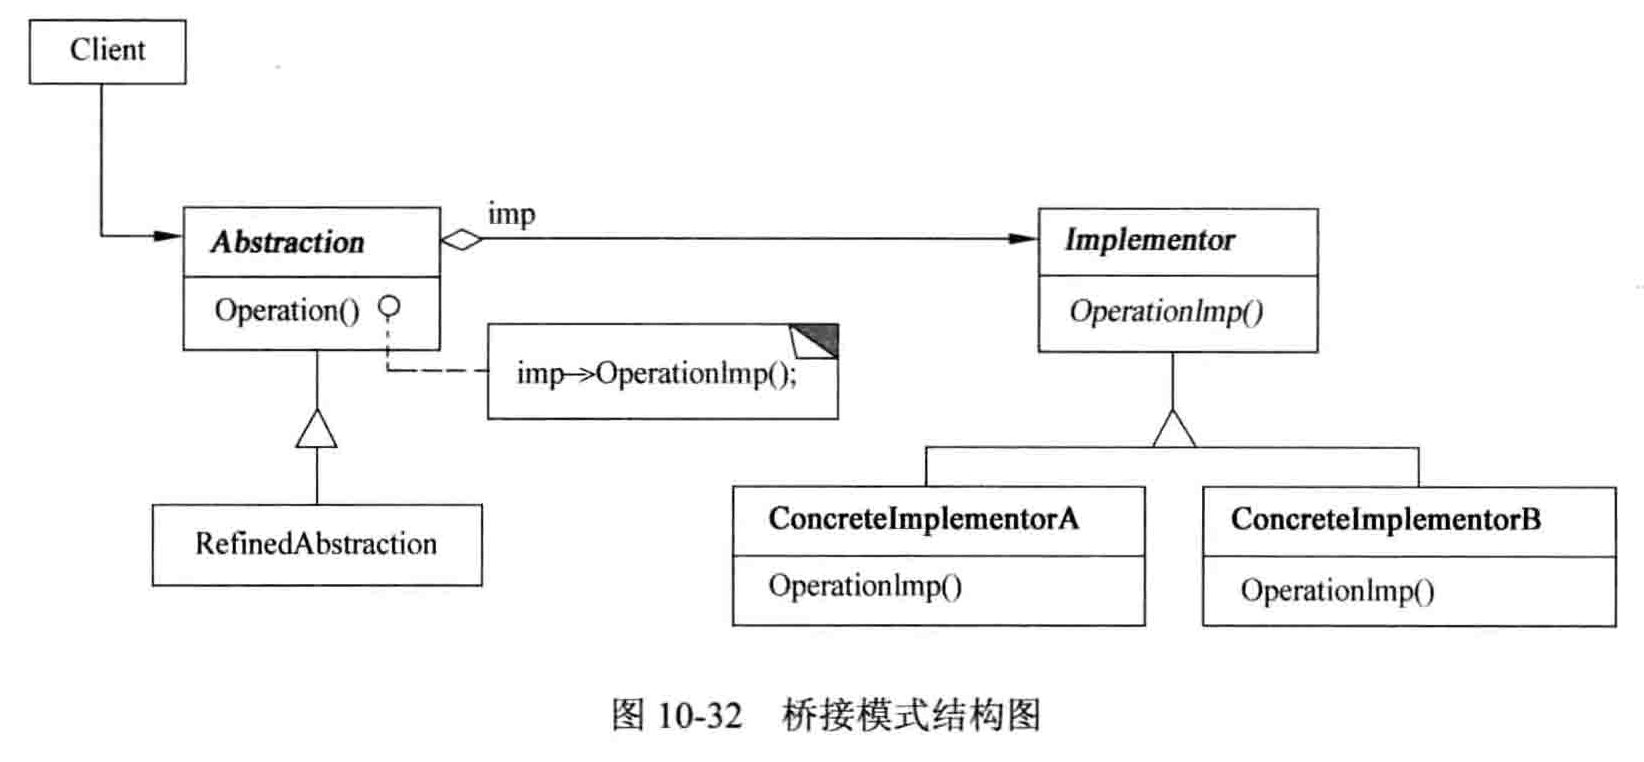 Client
imp
Abstraction
Implementor
Operation()
OperationImp()
imp->OperationImp();
RefinedAbstraction
ConcreteImplementorA
ConcreteImplementorB
OperationImp()
OperationImp()
图 10-32 桥接模式结构图